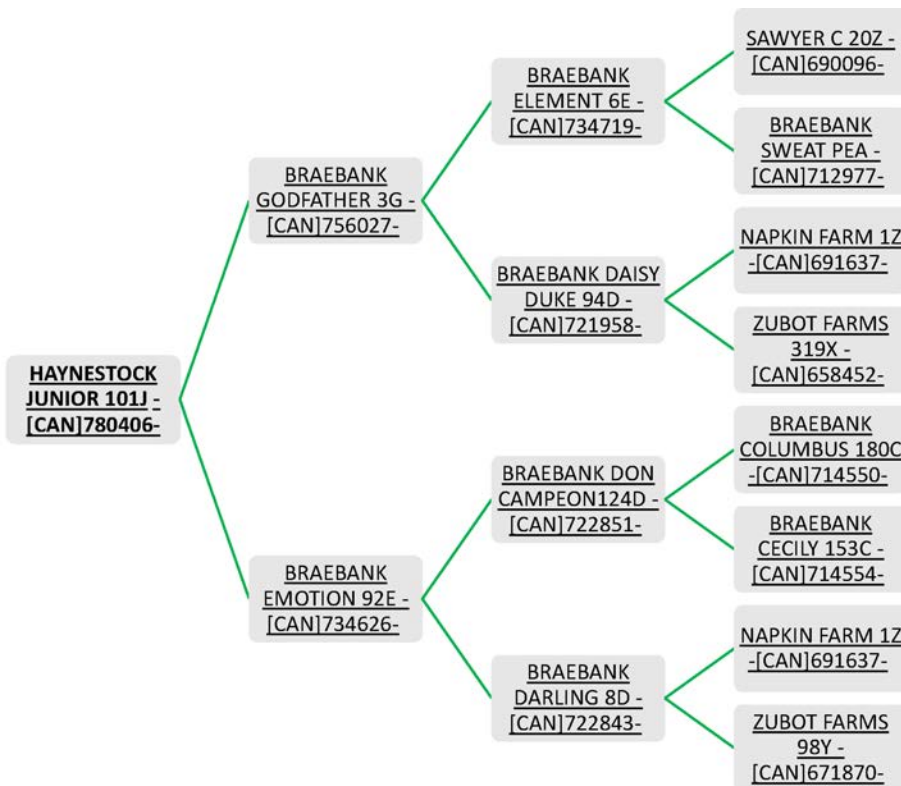 HAYNESTOCK
JUNIOR 101J -
[CAN]780406-
BRAEBANK
GODFATHER 3G -
[CAN]756027-
BRAEBANK
EMOTION 92E -
[CAN]734626-
BRAEBANK
ELEMENT 6E -
[CAN]734719-
BRAEBANK DAISY
DUKE 94D -
[CAN]721958-
BRAEBANK DON
CAMPEON124D -
[CAN]722851-
BRAEBANK
DARLING 8D -
[CAN]722843-
SAWYER C 20Z -
[CAN]690096-
BRAEBANK
SWEAT PEA -
[CAN]712977-
NAPKIN FARM 1Z
-[CAN]691637-
ZUBOT FARMS
319X -
[CAN]658452-
BRAEBANK
COLUMBUS 180C
-[CAN]714550-
BRAEBANK
CECILY 153C -
[CAN]714554-
NAPKIN FARM 1Z
-[CAN]691637-
ZUBOT FARMS
98Y -
[CAN]671870-